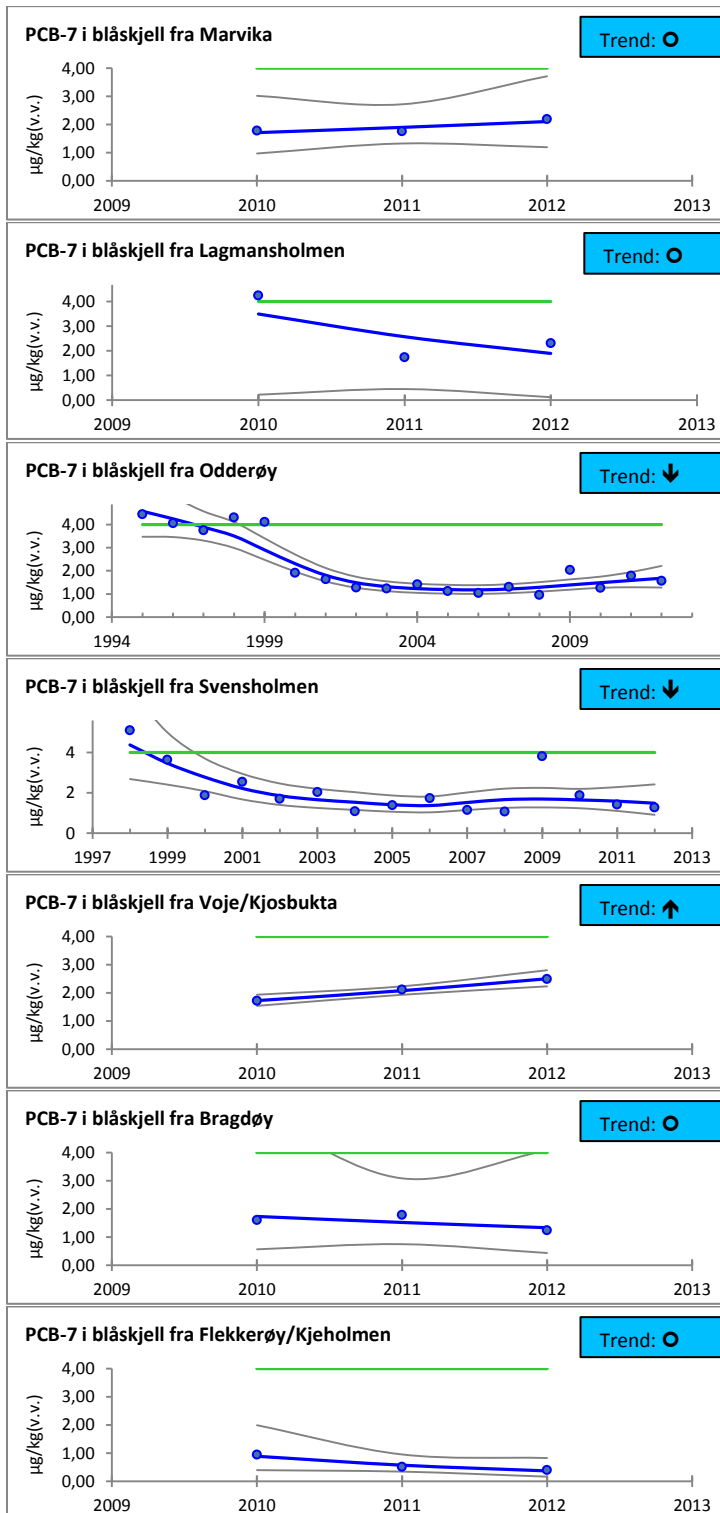 PCB-7 i blåskjell fra Marvika
Trend: O
µg/kg(v.v.)
4,00
3,00
2,00
1,00
0,00
2009 2010 2011 2012 2013
PCB-7 i blåskjell fra Lagmansholmen
Trend: O
µg/kg(v.v.)
4,00
3,00
2,00
1,00
0,00
2009 2010 2011 2012 2013
PCB-7 i blåskjell fra Odderøy
Trend: ↓
µg/kg(v.v.)
4,00
3,00
2,00
1,00
0,00
1994 1999 2004 2009
PCB-7 i blåskjell fra Svensholmen
Trend: ↓
µg/kg(v.v.)
4
2
0
1997 1999 2001 2003 2005 2007 2009 2011 2013
PCB-7 i blåskjell fra Voje/Kjosbukta
Trend: ↑
µg/kg(v.v.)
4,00
3,00
2,00
1,00
0,00
2009 2010 2011 2012 2013
PCB-7 i blåskjell fra Bragdøy
Trend: O
µg/kg(v.v.)
4,00
3,00
2,00
1,00
0,00
2009 2010 2011 2012 2013
PCB-7 i blåskjell fra Flekkerøy/Kjeholmen
Trend: O
µg/kg(v.v.)
4,00
3,00
2,00
1,00
0,00
2009 2010 2011 2012 2013